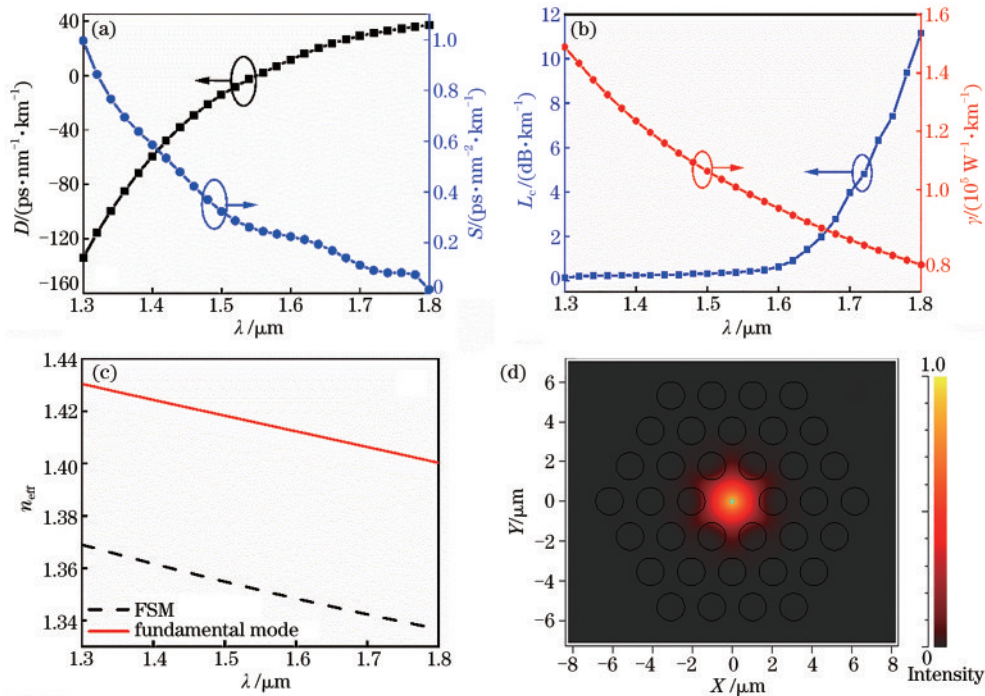 (a)
40
0
−40
−80
−120
−160
D/(ps•nm⁻¹•km⁻¹)
1.0
0.8
0.6
0.4
0.2
0
S/(ps•nm⁻²•km⁻¹)
1.3 1.4 1.5 1.6 1.7 1.8
λ/μm
(b)
12
10
8
6
4
2
0
Lc/(dB•km⁻¹)
1.6
1.4
1.2
1.0
0.8
γ/(10⁵ W⁻¹•km⁻¹)
1.3 1.4 1.5 1.6 1.7 1.8
λ/μm
(c)
1.44
1.42
1.40
1.38
1.36
1.34
neff
FSM
fundamental mode
1.3 1.4 1.5 1.6 1.7 1.8
λ/μm
(d)
6
4
2
0
−2
−4
−6
Y/μm
−8 −6 −4 −2 0 2 4 6 8
X/μm
1.0
0
Intensity